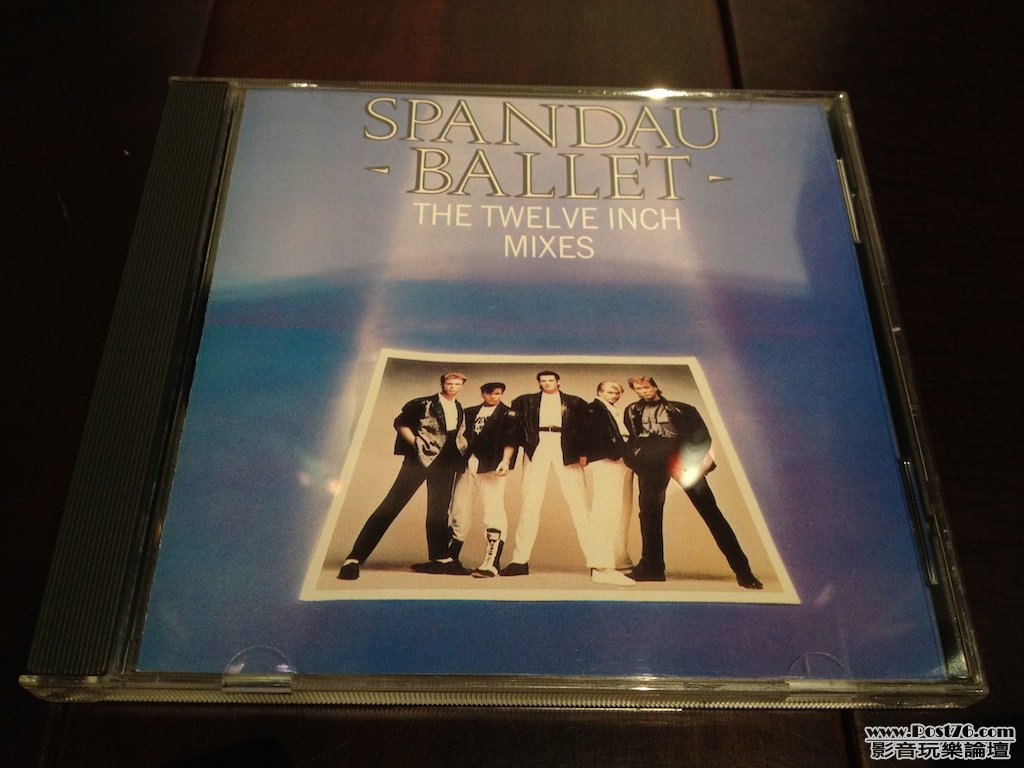 SPANDAU
- BALLET -
THE TWELVE INCH
MIXES
www.Post76.com
影音玩樂論壇